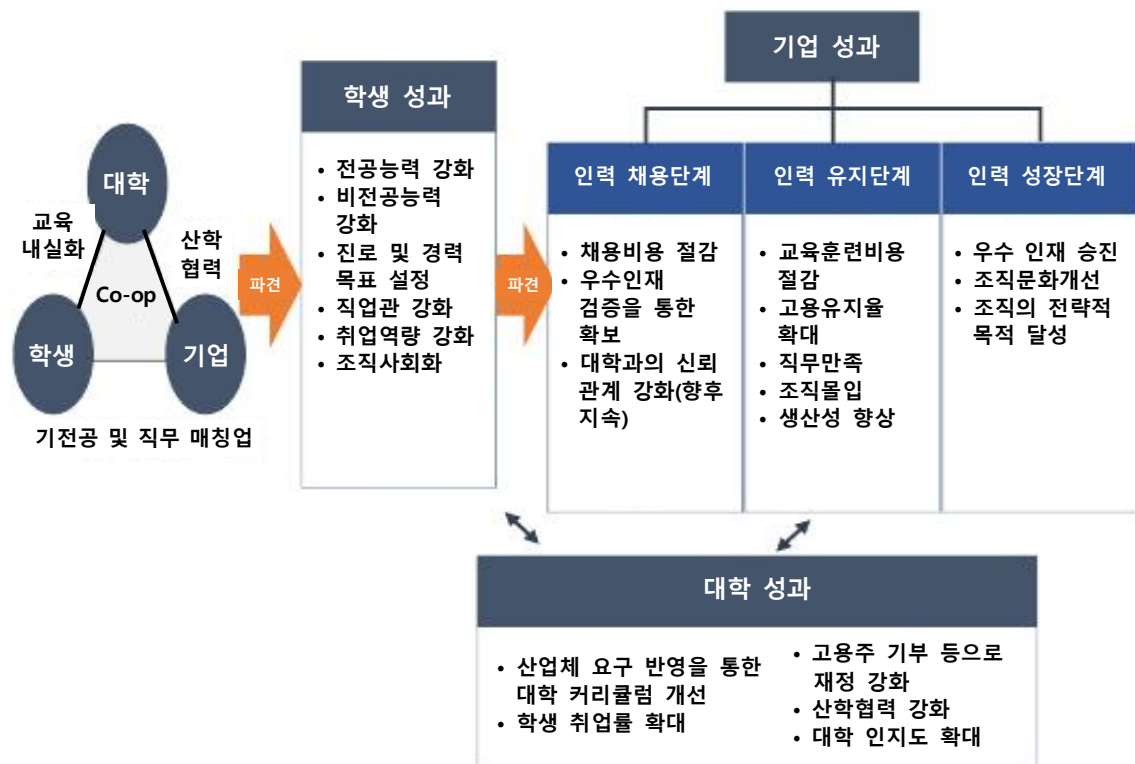 대학
교육
내실화
산학
협력
Co-op
학생
기업
기전공 및 직무 매칭업
파견
학생 성과
• 전공능력 강화
• 비전공능력
강화
• 진로 및 경력
목표 설정
• 직업관 강화
• 취업역량 강화
• 조직사회화
파견
기업 성과
인력 채용단계
• 채용비용 절감
• 우수인재
검증을 통한
확보
• 대학과의 신뢰
관계 강화(향후
지속)
인력 유지단계
• 교육훈련비용
절감
• 고용유지율
확대
• 직무만족
• 조직몰입
• 생산성 향상
인력 성장단계
• 우수 인재 승진
• 조직문화개선
• 조직의 전략적
목적 달성
대학 성과
• 산업체 요구 반영을 통한
대학 커리큘럼 개선
• 학생 취업률 확대
• 고용주 기부 등으로
재정 강화
• 산학협력 강화
• 대학 인지도 확대